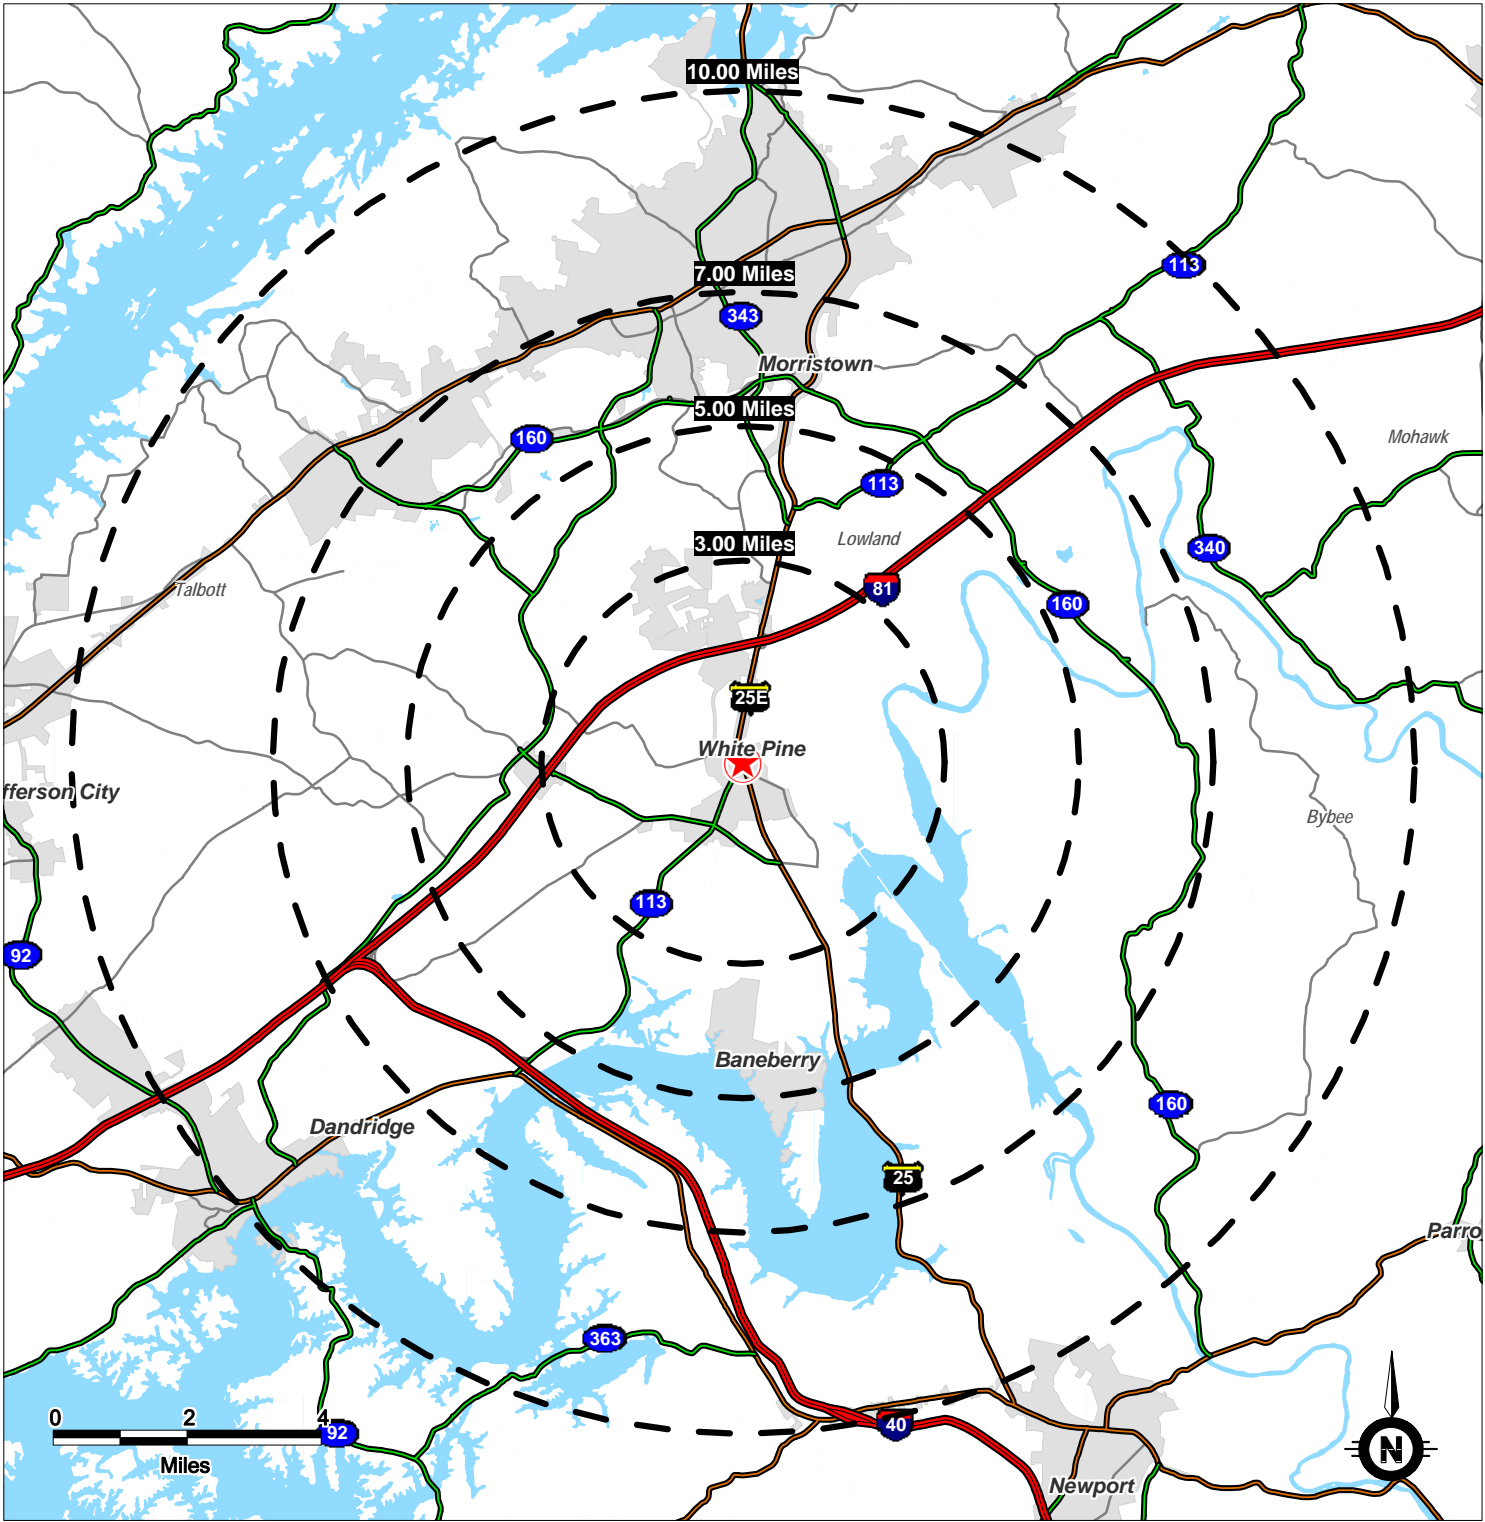 10.00 Miles
113
7.00 Miles
343
Morristown
5.00 Miles
160
Mohawk
113
Lowland
3.00 Miles
340
81
Talbott
160
25E
White Pine
fferson City
Bybee
113
92
Baneberry
Dandridge
160
25
Parro
363
0 2 4
92
Miles
40
N
Newport